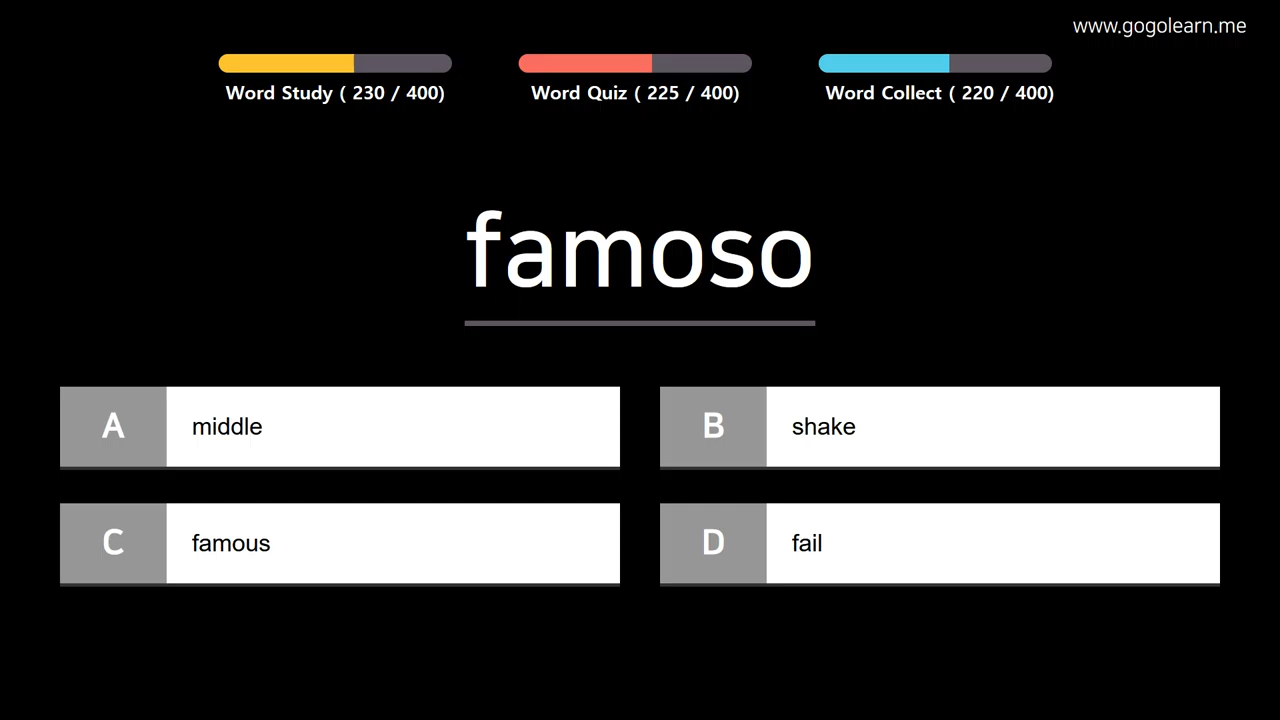 www.gogolearn.me
Word Study ( 230 / 400)
Word Quiz ( 225 / 400)
Word Collect ( 220 / 400)
famoso
A middle
B shake
C famous
D fail